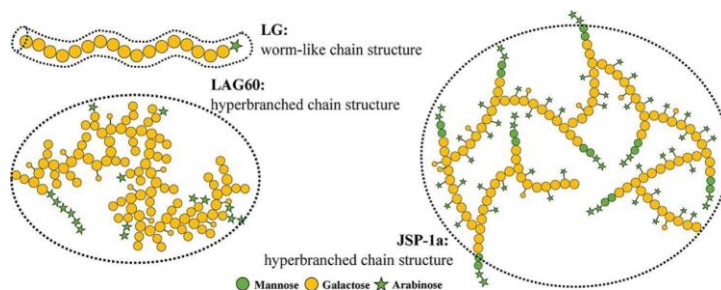 LG:
worm-like chain structure
LAG60:
hyperbranched chain structure
JSP-1a:
hyperbranched chain structure
Mannose Galactose Arabinose